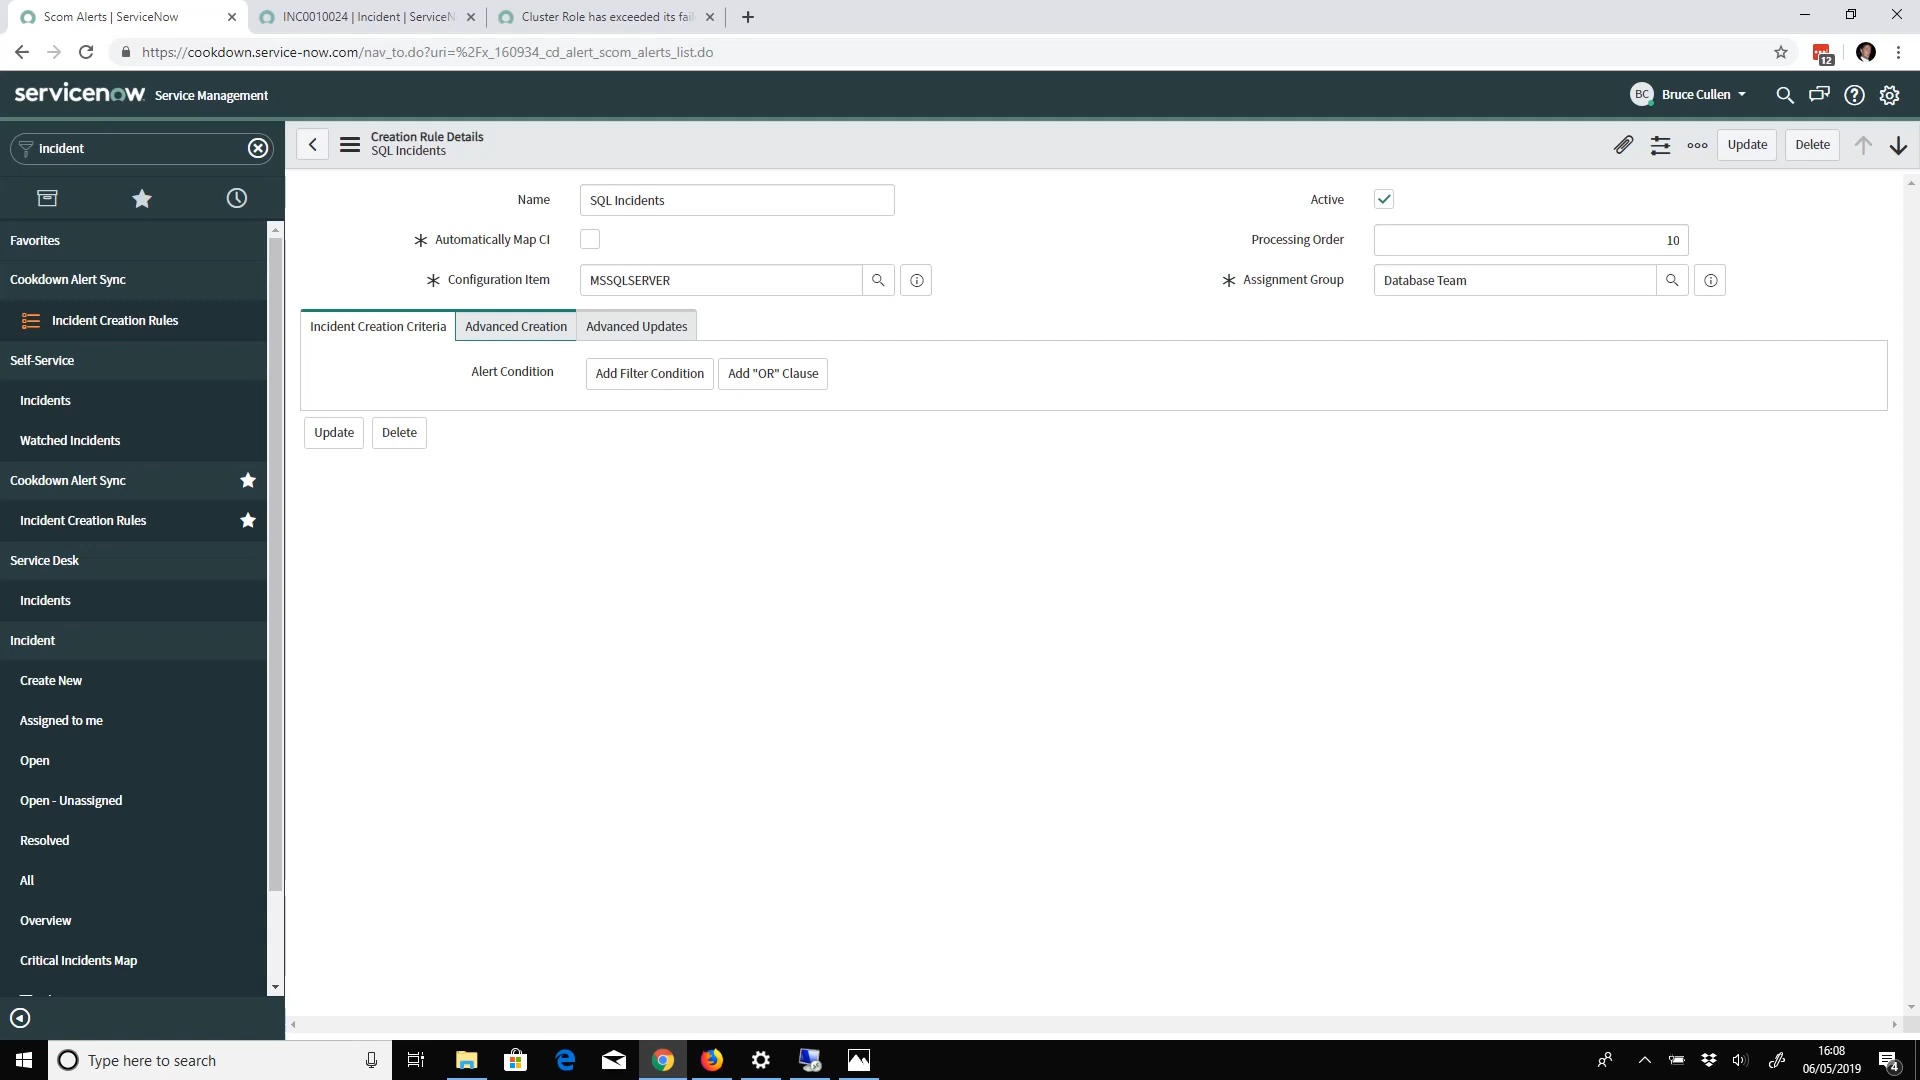 Scom Alerts | ServiceNow
INC0010024 | Incident | ServiceN
Cluster Role has exceeded its fail
https://cookdown.service-now.com/nav_to.do?uri=%2Fx_160934_cd_alert_scom_alerts_list.do
12
servicenow Service Management
BC Bruce Cullen
incident
Creation Rule Details
SQL Incidents
Update
Delete
Favorites
Cookdown Alert Sync
Incident Creation Rules
Self-Service
Incidents
Watched Incidents
Cookdown Alert Sync
Incident Creation Rules
Service Desk
Incidents
Incident
Create New
Assigned to me
Open
Open - Unassigned
Resolved
All
Overview
Critical Incidents Map
Name SQL Incidents
Active
Automatically Map CI
Processing Order 10
Configuration Item MSSQLSERVER
Assignment Group Database Team
Incident Creation Criteria Advanced Creation Advanced Updates
Alert Condition Add Filter Condition Add "OR" Clause
Update Delete
Type here to search
16:08
06/05/2019
4